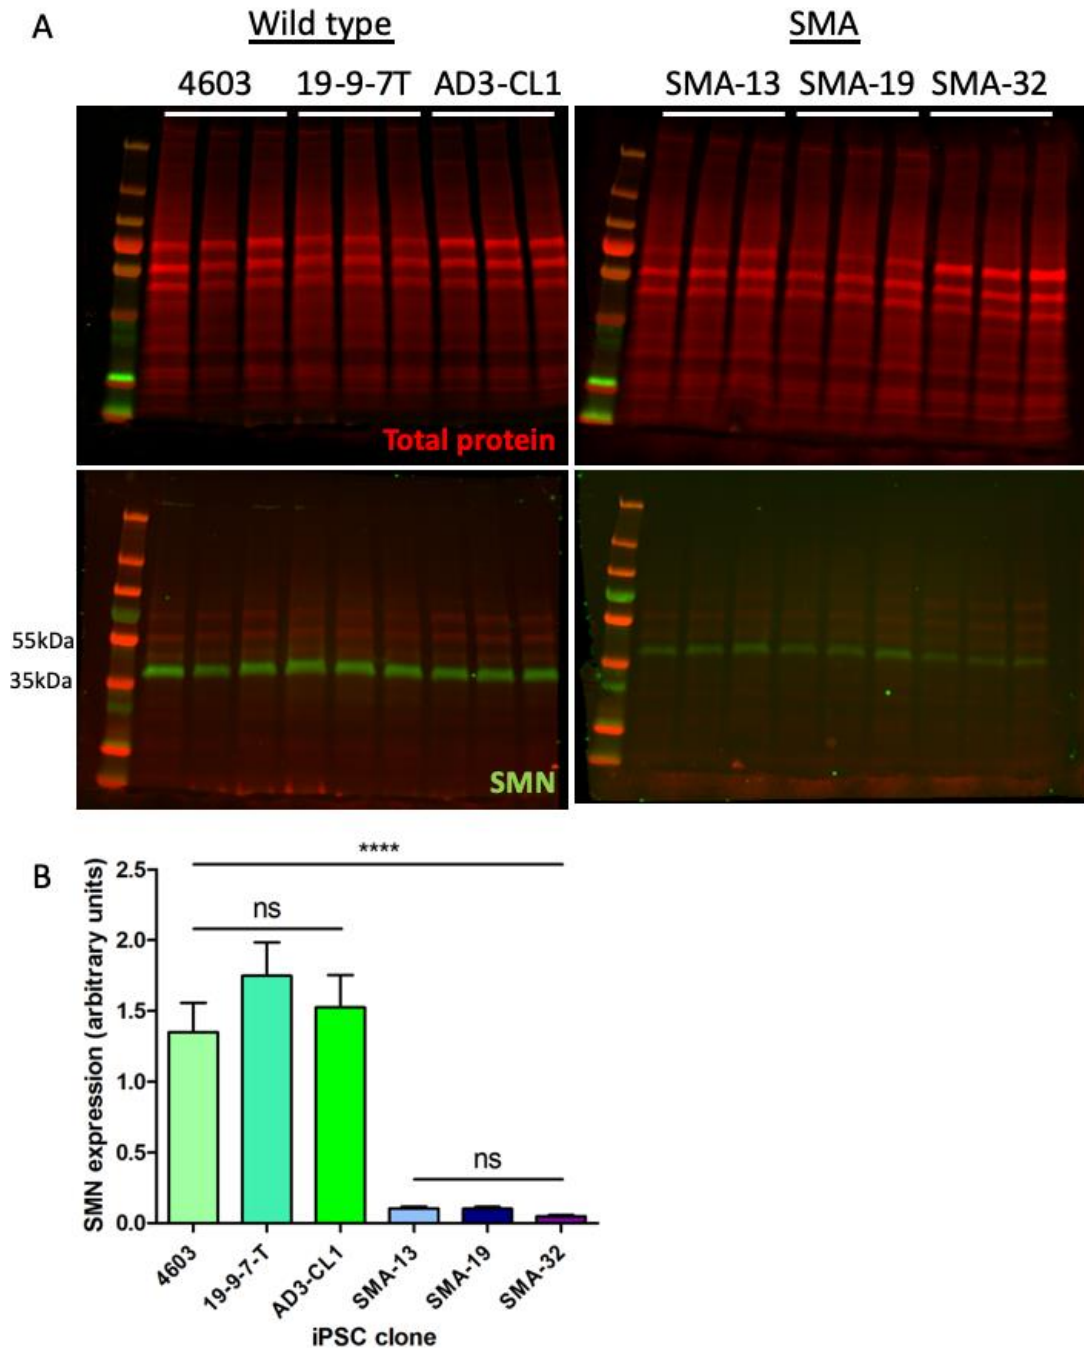 A
Wild type
SMA
4603 19-9-7T AD3-CL1
SMA-13 SMA-19 SMA-32
Total protein
55kDa
35kDa
SMN
B
SMN expression (arbitrary units)
2.5
2.0
1.5
1.0
0.5
0.0
****
ns
ns
4603
19-9-7-T
AD3-CL1
SMA-13
SMA-19
SMA-32
iPSC clone